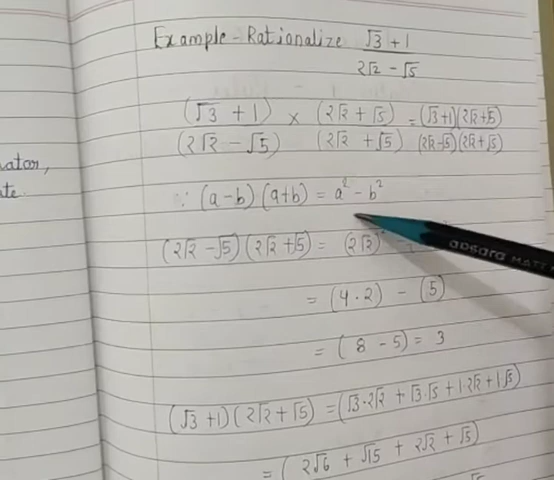 Example - Rationalize (√3 + 1) / (2√2 - √5)
ator,
(√3 + 1) / (2√2 - √5) × (2√2 + √5) / (2√2 + √5) = (√3+1)(2√2+√5) / (2√2-√5)(2√2+√5)
te.
∵ (a-b)(a+b) = a² - b²
(2√2 - √5)(2√2 + √5) = (2√2)² -
apsara MATT
= (4·2) - (5)
= (8 - 5) = 3
(√3 + 1)(2√2 + √5) = (√3·2√2 + √3·√5 + 1·2√2 + 1√5)
= (2√6 + √15 + 2√2 + √5)